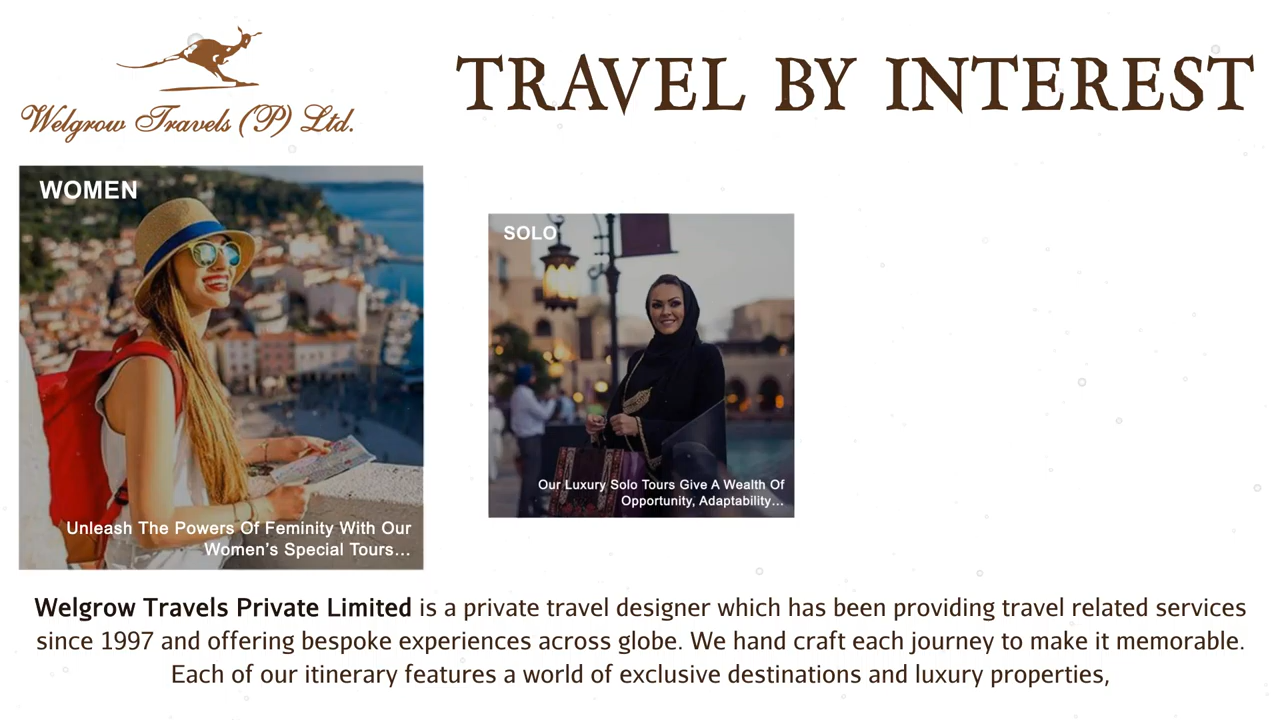 Welgrow Travels (P) Ltd.
TRAVEL BY INTEREST
WOMEN
Unleash The Powers Of Feminity With Our
Women's Special Tours...
SOLO
Our Luxury Solo Tours Give A Wealth Of
Opportunity, Adaptability...
Welgrow Travels Private Limited is a private travel designer which has been providing travel related services
since 1997 and offering bespoke experiences across globe. We hand craft each journey to make it memorable.
Each of our itinerary features a world of exclusive destinations and luxury properties,